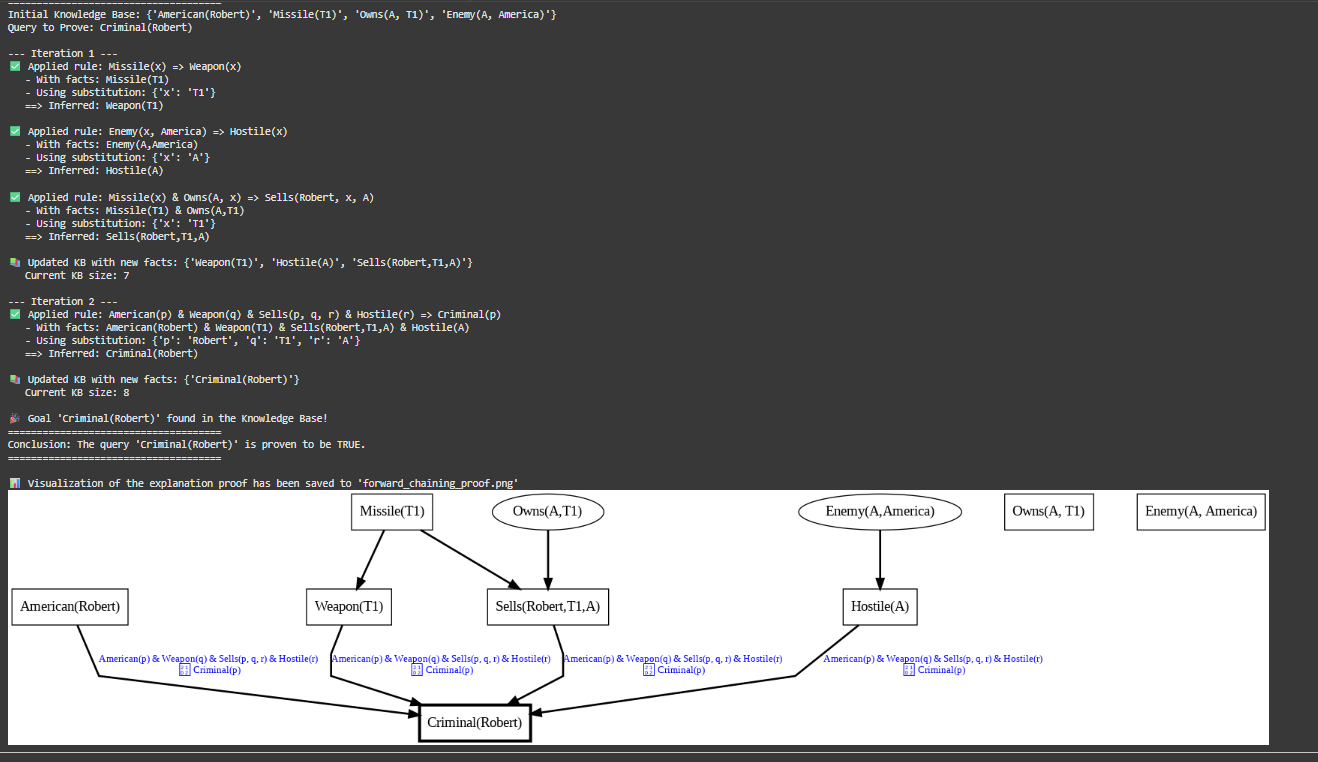 =====================================
Initial Knowledge Base: {'American(Robert)', 'Missile(T1)', 'Owns(A, T1)', 'Enemy(A, America)'}
Query to Prove: Criminal(Robert)
--- Iteration 1 ---
✅ Applied rule: Missile(x) => Weapon(x)
- With facts: Missile(T1)
- Using substitution: {'x': 'T1'}
==> Inferred: Weapon(T1)
✅ Applied rule: Enemy(x, America) => Hostile(x)
- With facts: Enemy(A,America)
- Using substitution: {'x': 'A'}
==> Inferred: Hostile(A)
✅ Applied rule: Missile(x) & Owns(A, x) => Sells(Robert, x, A)
- With facts: Missile(T1) & Owns(A,T1)
- Using substitution: {'x': 'T1'}
==> Inferred: Sells(Robert,T1,A)
📚 Updated KB with new facts: {'Weapon(T1)', 'Hostile(A)', 'Sells(Robert,T1,A)'}
Current KB size: 7
--- Iteration 2 ---
✅ Applied rule: American(p) & Weapon(q) & Sells(p, q, r) & Hostile(r) => Criminal(p)
- With facts: American(Robert) & Weapon(T1) & Sells(Robert,T1,A) & Hostile(A)
- Using substitution: {'p': 'Robert', 'q': 'T1', 'r': 'A'}
==> Inferred: Criminal(Robert)
📚 Updated KB with new facts: {'Criminal(Robert)'}
Current KB size: 8
🎉 Goal 'Criminal(Robert)' found in the Knowledge Base!
=====================================
Conclusion: The query 'Criminal(Robert)' is proven to be TRUE.
=====================================
📊 Visualization of the explanation proof has been saved to 'forward_chaining_proof.png'
Missile(T1)
Owns(A,T1)
Enemy(A,America)
Owns(A, T1)
Enemy(A, America)
American(Robert)
Weapon(T1)
Sells(Robert,T1,A)
Hostile(A)
American(p) & Weapon(q) & Sells(p, q, r) & Hostile(r)
Criminal(p)
American(p) & Weapon(q) & Sells(p, q, r) & Hostile(r)
Criminal(p)
American(p) & Weapon(q) & Sells(p, q, r) & Hostile(r)
Criminal(p)
American(p) & Weapon(q) & Sells(p, q, r) & Hostile(r)
Criminal(p)
Criminal(Robert)